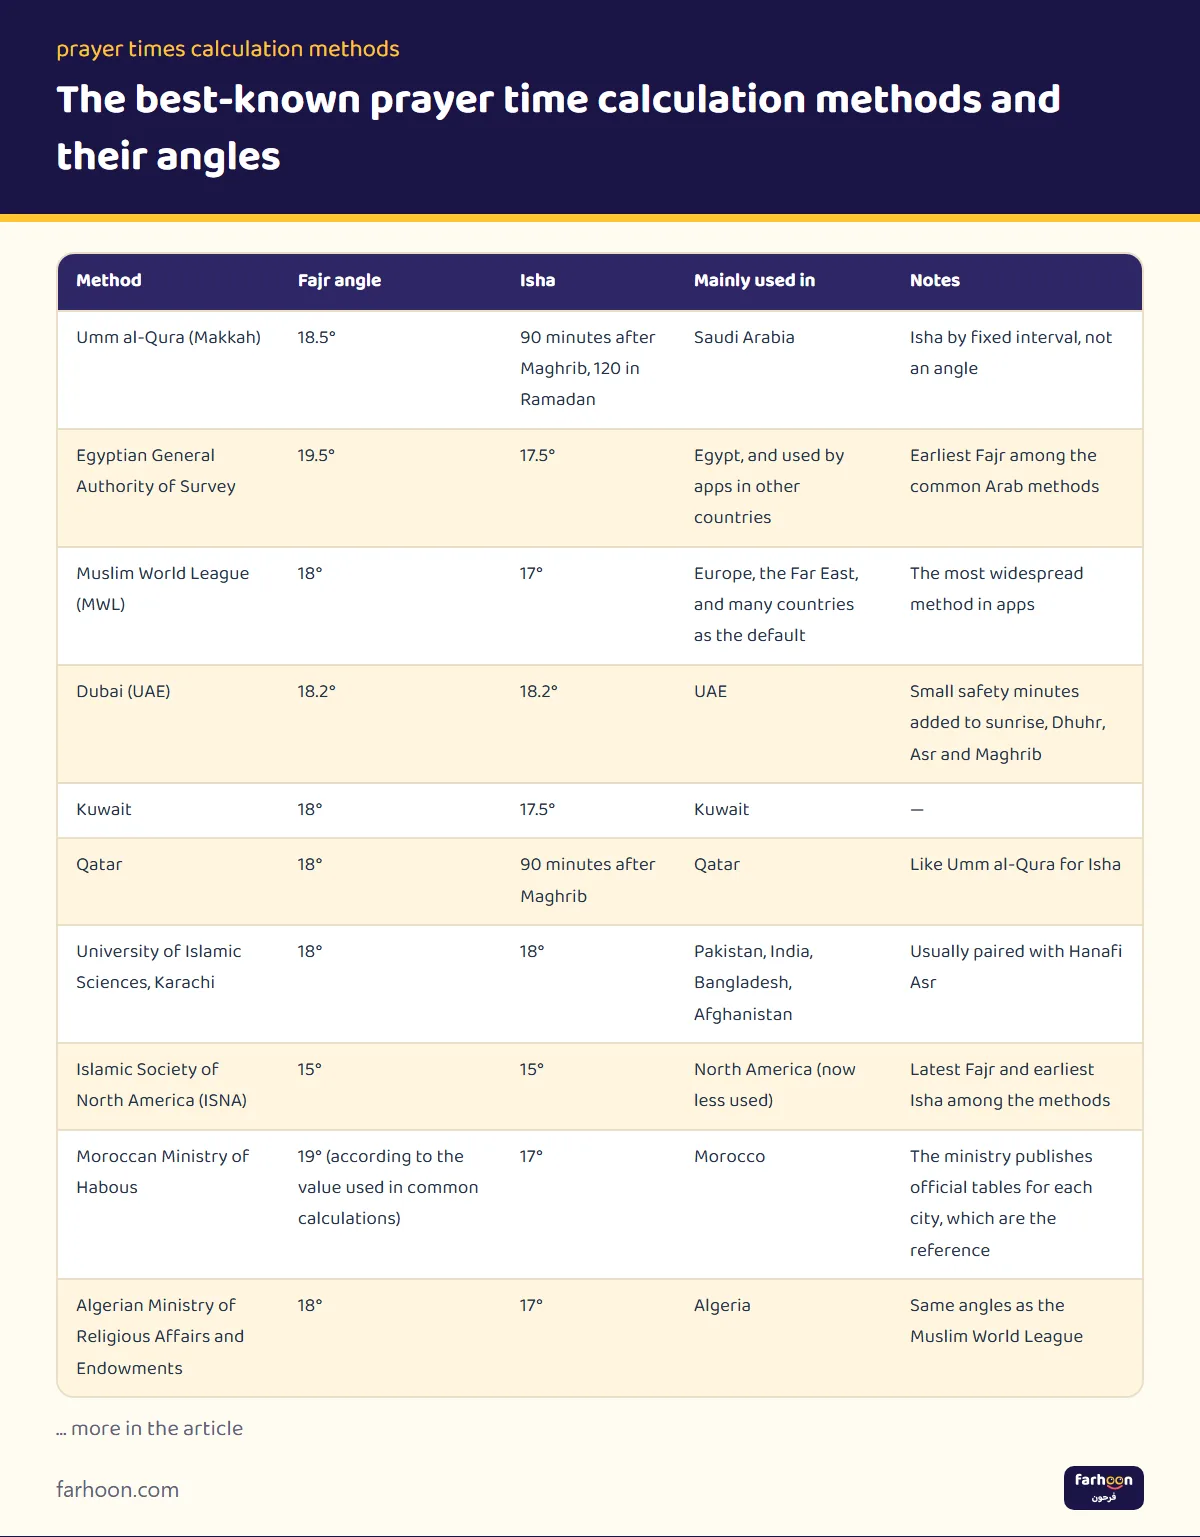 prayer times calculation methods
The best-known prayer time calculation methods and
their angles
Method
Fajr angle
Isha
Mainly used in
Notes
Umm al-Qura (Makkah)
18.5°
90 minutes after
Maghrib, 120 in
Ramadan
Saudi Arabia
Isha by fixed interval, not
an angle
Egyptian General
Authority of Survey
19.5°
17.5°
Egypt, and used by
apps in other
countries
Earliest Fajr among the
common Arab methods
Muslim World League
(MWL)
18°
17°
Europe, the Far East,
and many countries
as the default
The most widespread
method in apps
Dubai (UAE)
18.2°
18.2°
UAE
Small safety minutes
added to sunrise, Dhuhr,
Asr and Maghrib
Kuwait
18°
17.5°
Kuwait
—
Qatar
18°
90 minutes after
Maghrib
Qatar
Like Umm al-Qura for Isha
University of Islamic
Sciences, Karachi
18°
18°
Pakistan, India,
Bangladesh,
Afghanistan
Usually paired with Hanafi
Asr
Islamic Society of
North America (ISNA)
15°
15°
North America (now
less used)
Latest Fajr and earliest
Isha among the methods
Moroccan Ministry of
Habous
19° (according to the
value used in common
calculations)
17°
Morocco
The ministry publishes
official tables for each
city, which are the
reference
Algerian Ministry of
Religious Affairs and
Endowments
18°
17°
Algeria
Same angles as the
Muslim World League
... more in the article
farhoon.com
farhoon
فرحون